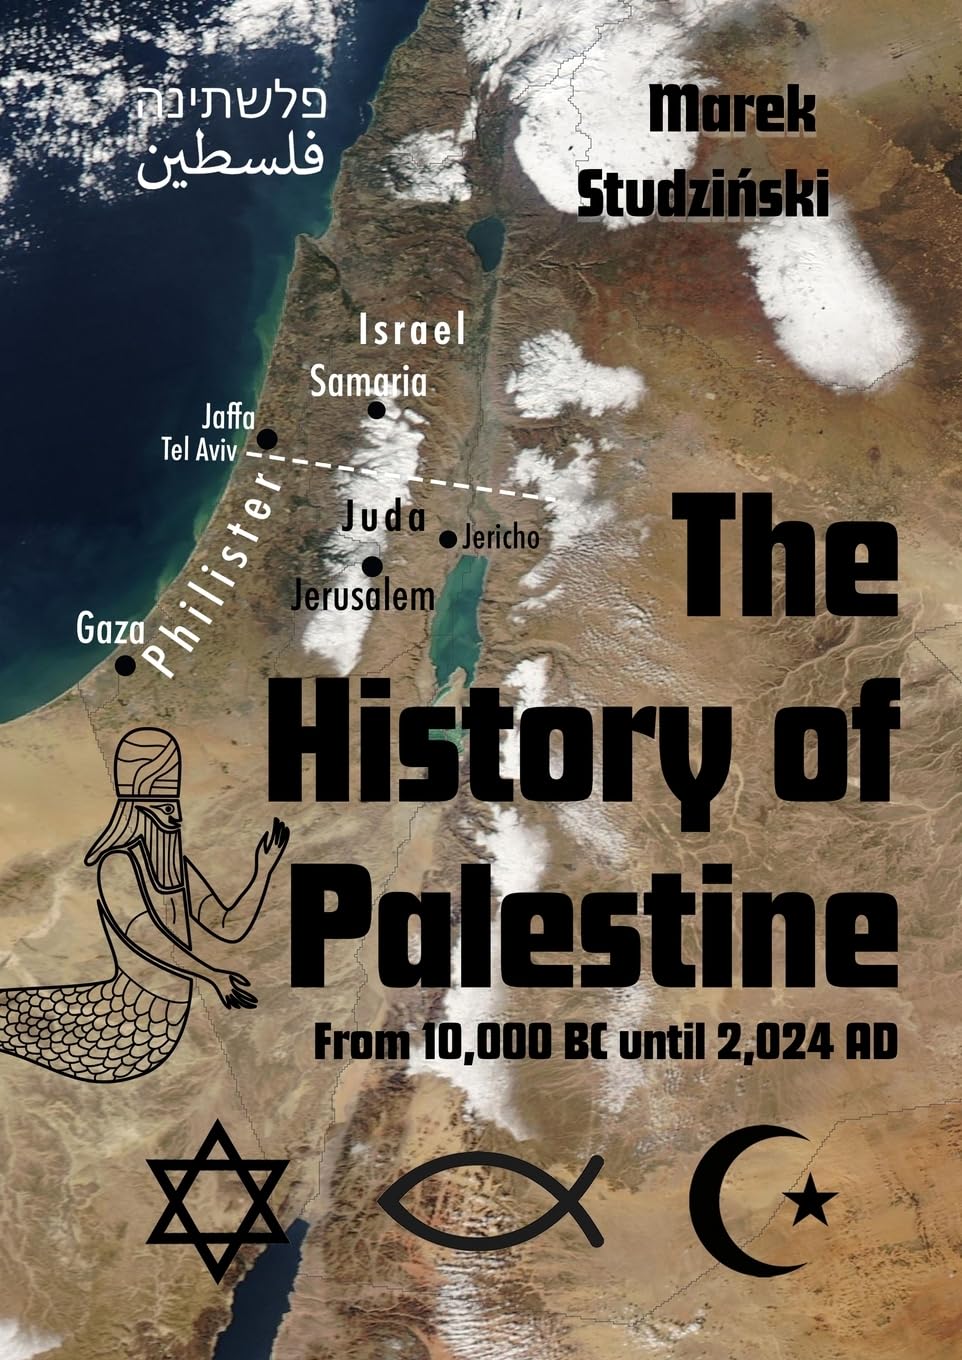 פלשתינה
فلسطين
Marek
Studziński
Israel
Samaria
Jaffa
Tel Aviv
Philister
Juda
Jericho
Jerusalem
Gaza
The
History of
Palestine
From 10,000 BC until 2,024 AD